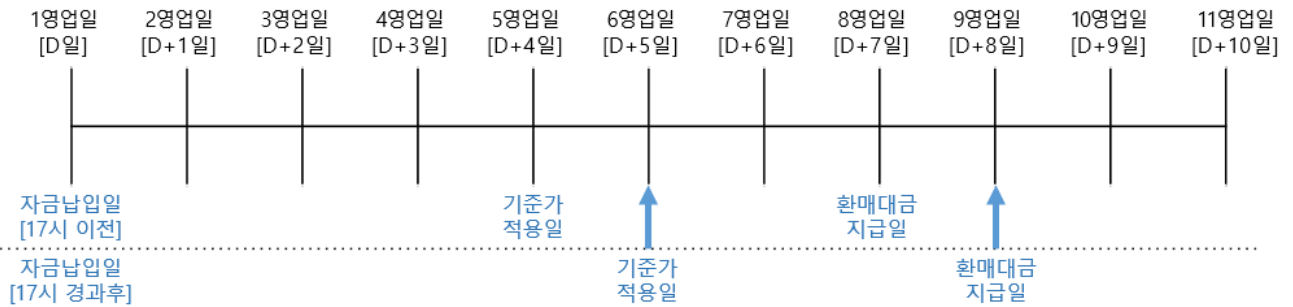 1영업일 2영업일 3영업일 4영업일 5영업일 6영업일 7영업일 8영업일 9영업일 10영업일 11영업일
[D일] [D+1일] [D+2일] [D+3일] [D+4일] [D+5일] [D+6일] [D+7일] [D+8일] [D+9일] [D+10일]
자금납입일 기준가 환매대금
[17시 이전] 적용일 지급일
자금납입일 기준가 환매대금
[17시 경과후] 적용일 지급일